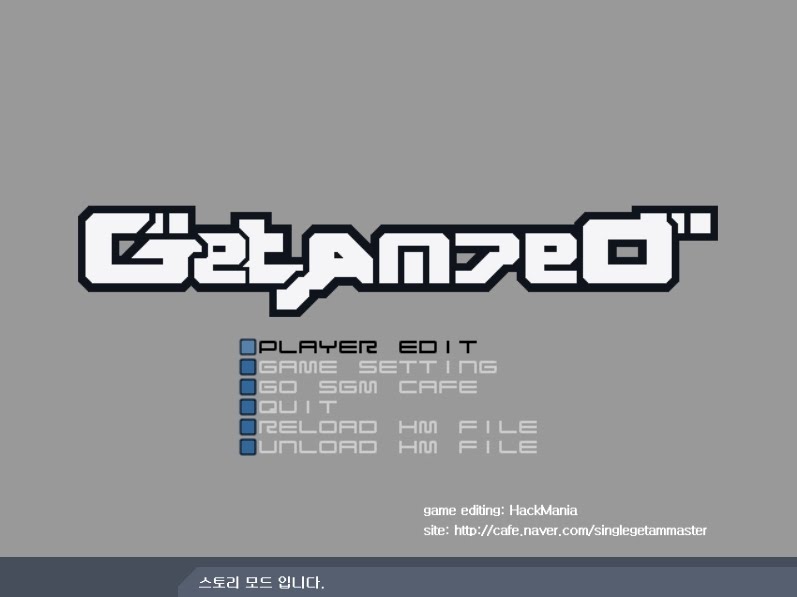 GetAmped
PLAYER EDIT
GAME SETTING
GO SGM CAFE
QUIT
RELOAD HM FILE
UNLOAD HM FILE
game editing: HackMania
site: http://cafe.naver.com/singlegetammaster
스토리 모드 입니다.